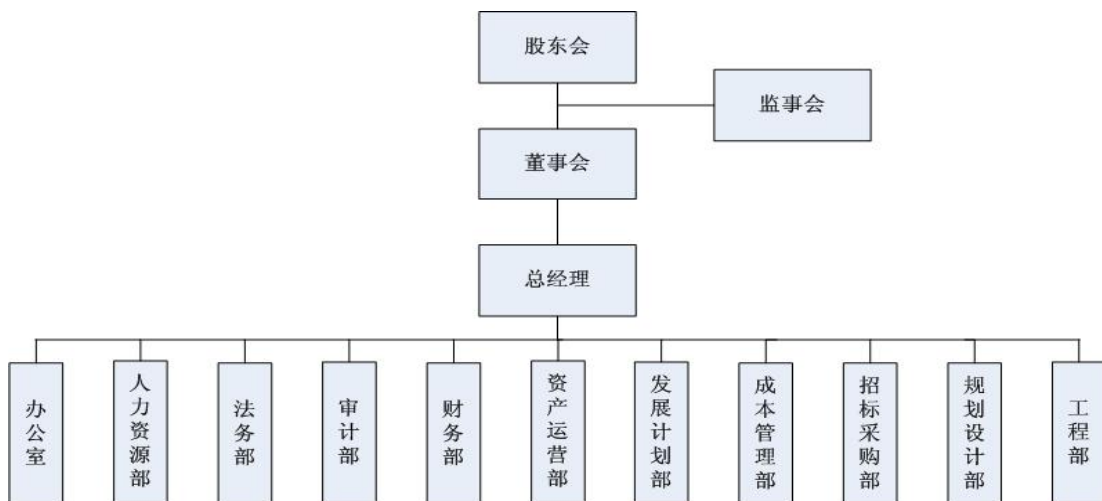 股东会
监事会
董事会
总经理
办公室
人力资源部
法务部
审计部
财务部
资产运营部
发展计划部
成本管理部
招标采购部
规划设计部
工程部